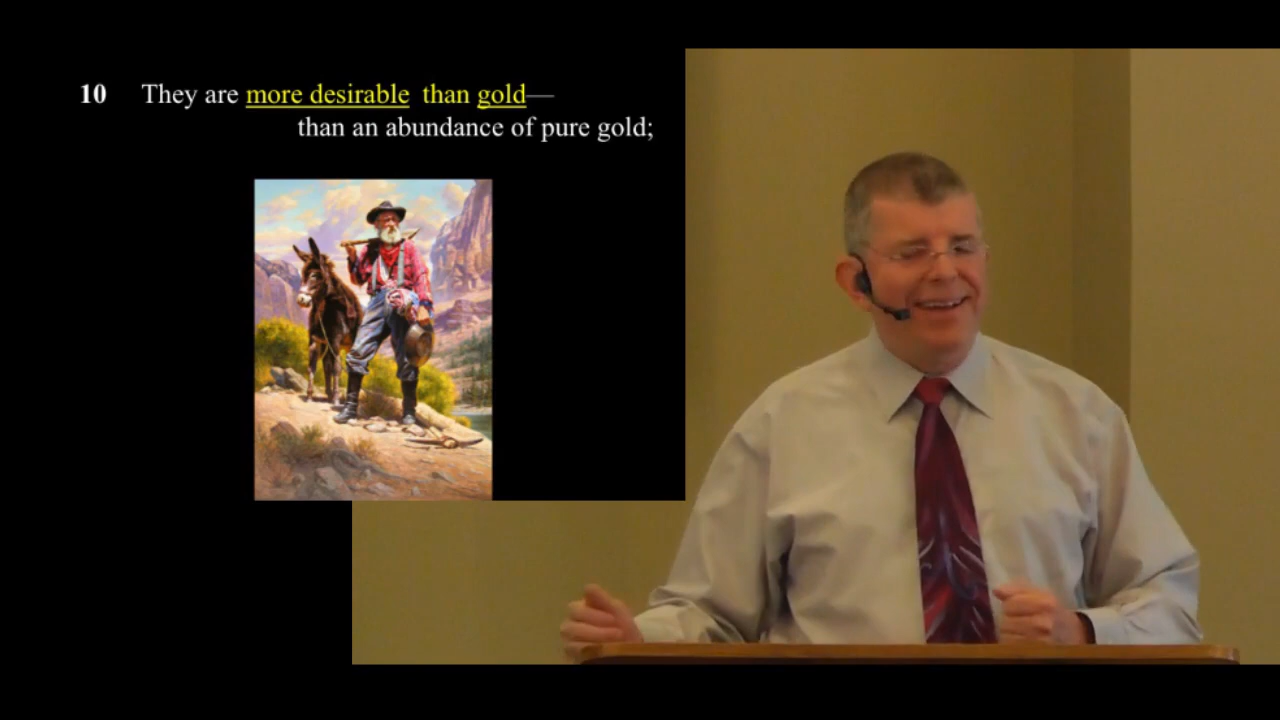 10 They are more desirable than gold—
than an abundance of pure gold;